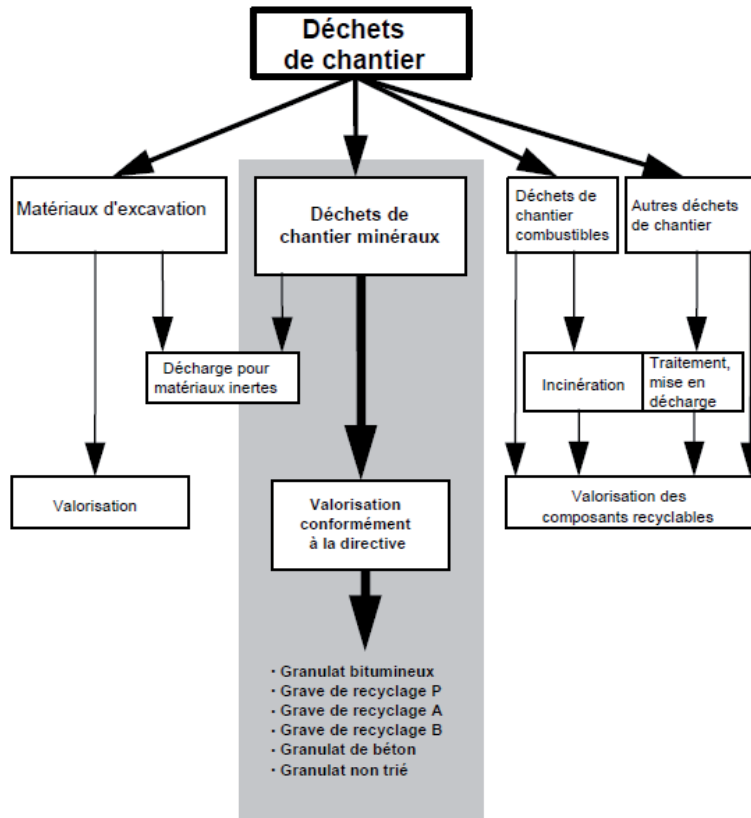 Déchets
de chantier
Matériaux d'excavation
Déchets de
chantier minéraux
Déchets de
chantier
combustibles
Autres déchets
de chantier
Décharge pour
matériaux inertes
Incinération
Traitement,
mise en
décharge
Valorisation
Valorisation
conformément
à la directive
Valorisation des
composants recyclables
· Granulat bitumineux
· Grave de recyclage P
· Grave de recyclage A
· Grave de recyclage B
· Granulat de béton
· Granulat non trié